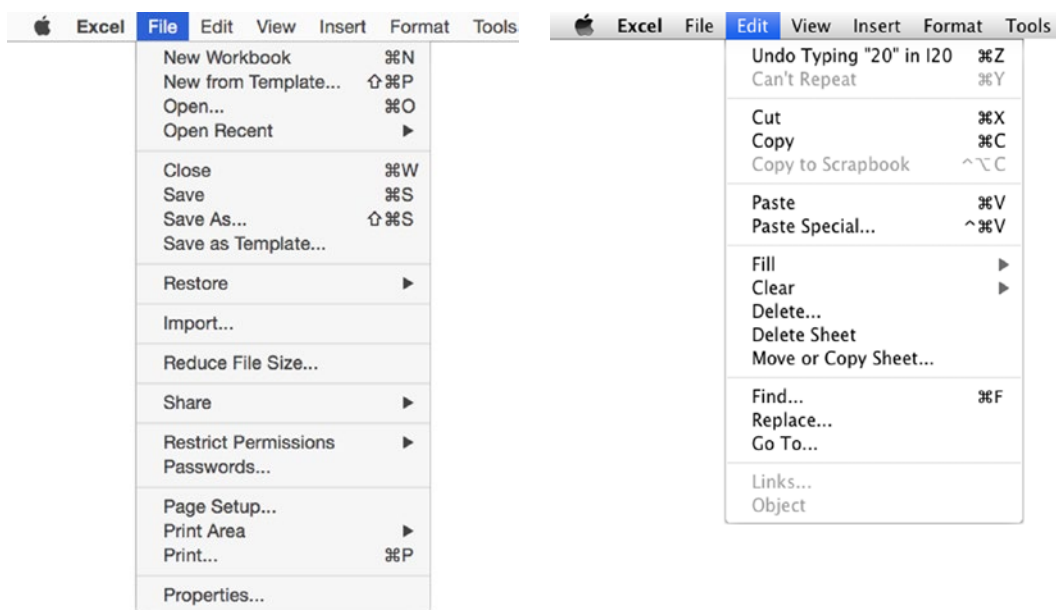 Excel File Edit View Insert Format Tools
New Workbook ⌘N
New from Template... ⇧⌘P
Open... ⌘O
Open Recent ▶
Close ⌘W
Save ⌘S
Save As... ⇧⌘S
Save as Template...
Restore ▶
Import...
Reduce File Size...
Share ▶
Restrict Permissions ▶
Passwords...
Page Setup...
Print Area ▶
Print... ⌘P
Properties...
Excel File Edit View Insert Format Tools
Undo Typing "20" in I20 ⌘Z
Can't Repeat ⌘Y
Cut ⌘X
Copy ⌘C
Copy to Scrapbook ^⌥C
Paste ⌘V
Paste Special... ^⌘V
Fill ▶
Clear ▶
Delete...
Delete Sheet
Move or Copy Sheet...
Find... ⌘F
Replace...
Go To...
Links...
Object